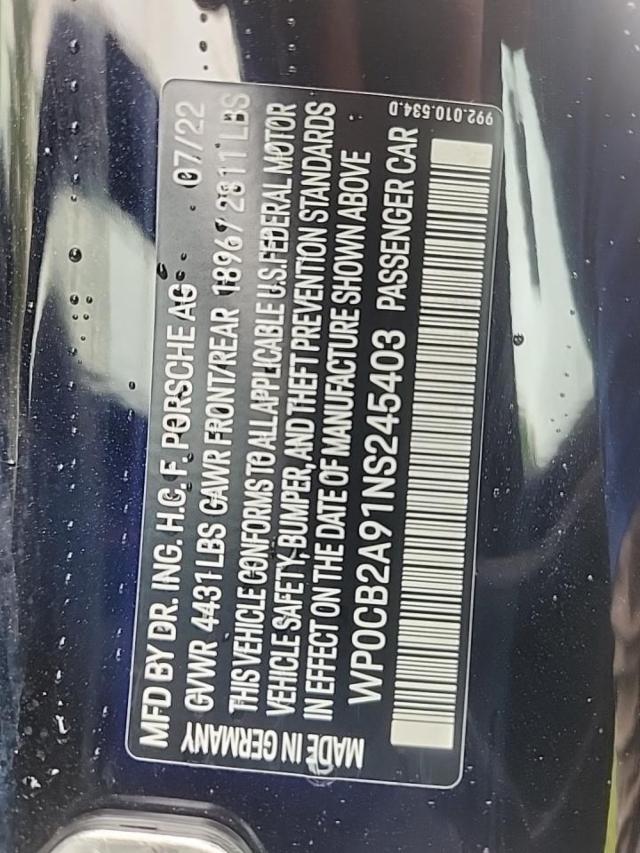 MFD BY DR. ING. H.C. F. PORSCHE AG 07/22
GVWR 4431 LBS GAWR FRONT/REAR 1896 / 2811 LBS
THIS VEHICLE CONFORMS TO ALL APPLICABLE U.S. FEDERAL MOTOR
VEHICLE SAFETY-, BUMPER, AND THEFT PREVENTION STANDARDS
IN EFFECT ON THE DATE OF MANUFACTURE SHOWN ABOVE
WP0CB2A91NS245403 PASSENGER CAR
MADE IN GERMANY
992.010.534.D